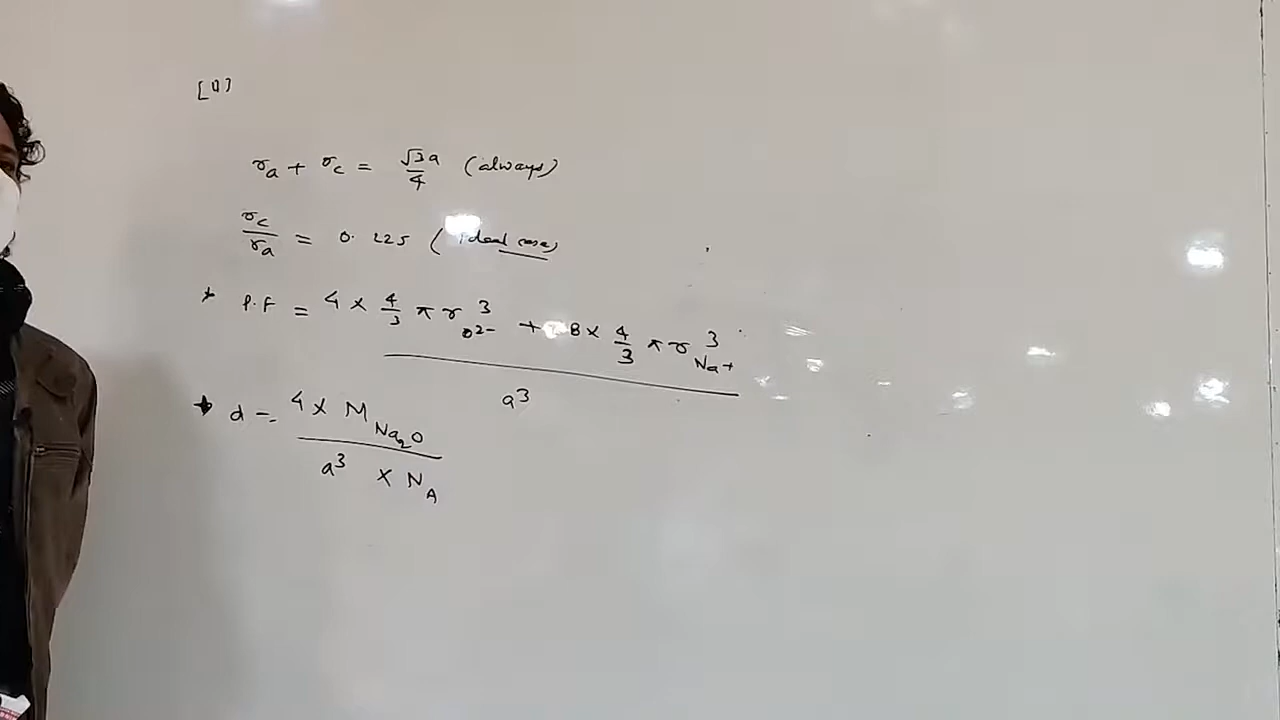 [1]
r_a + r_c = √3a/4 (always)
r_c/r_a = 0.225 (ideal case)
* P.F = (4 × 4/3 π r³_O²⁻ + 8 × 4/3 π r³_Na+) / a³
* d = (4 × M_Na₂O) / (a³ × N_A)